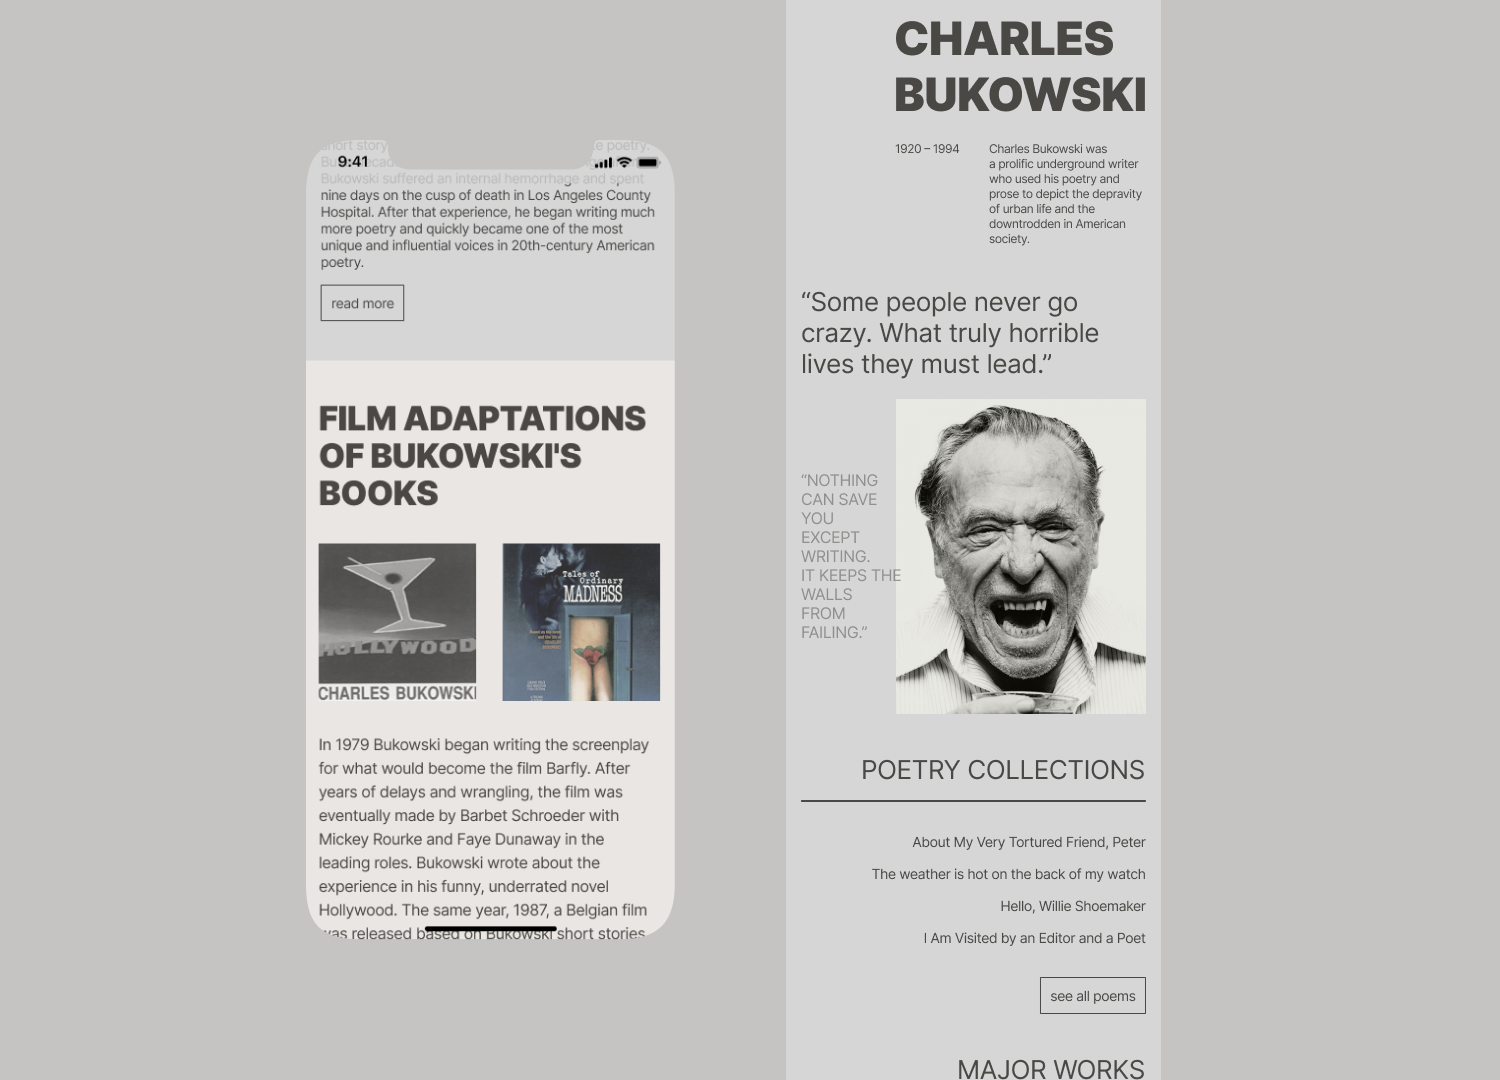 short story
e poetry.
9:41
Bukowski suffered an internal hemorrhage and spent
nine days on the cusp of death in Los Angeles County
Hospital. After that experience, he began writing much
more poetry and quickly became one of the most
unique and influential voices in 20th-century American
poetry.
read more
FILM ADAPTATIONS
OF BUKOWSKI'S
BOOKS
HOLLYWOOD
CHARLES BUKOWSKI
Tales of
Ordinary
MADNESS
In 1979 Bukowski began writing the screenplay
for what would become the film Barfly. After
years of delays and wrangling, the film was
eventually made by Barbet Schroeder with
Mickey Rourke and Faye Dunaway in the
leading roles. Bukowski wrote about the
experience in his funny, underrated novel
Hollywood. The same year, 1987, a Belgian film
was released based on Bukowski short stories
CHARLES
BUKOWSKI
1920 – 1994
Charles Bukowski was
a prolific underground writer
who used his poetry and
prose to depict the depravity
of urban life and the
downtrodden in American
society.
“Some people never go
crazy. What truly horrible
lives they must lead.”
“NOTHING
CAN SAVE
YOU
EXCEPT
WRITING.
IT KEEPS THE
WALLS
FROM
FAILING.”
POETRY COLLECTIONS
About My Very Tortured Friend, Peter
The weather is hot on the back of my watch
Hello, Willie Shoemaker
I Am Visited by an Editor and a Poet
see all poems
MAJOR WORKS